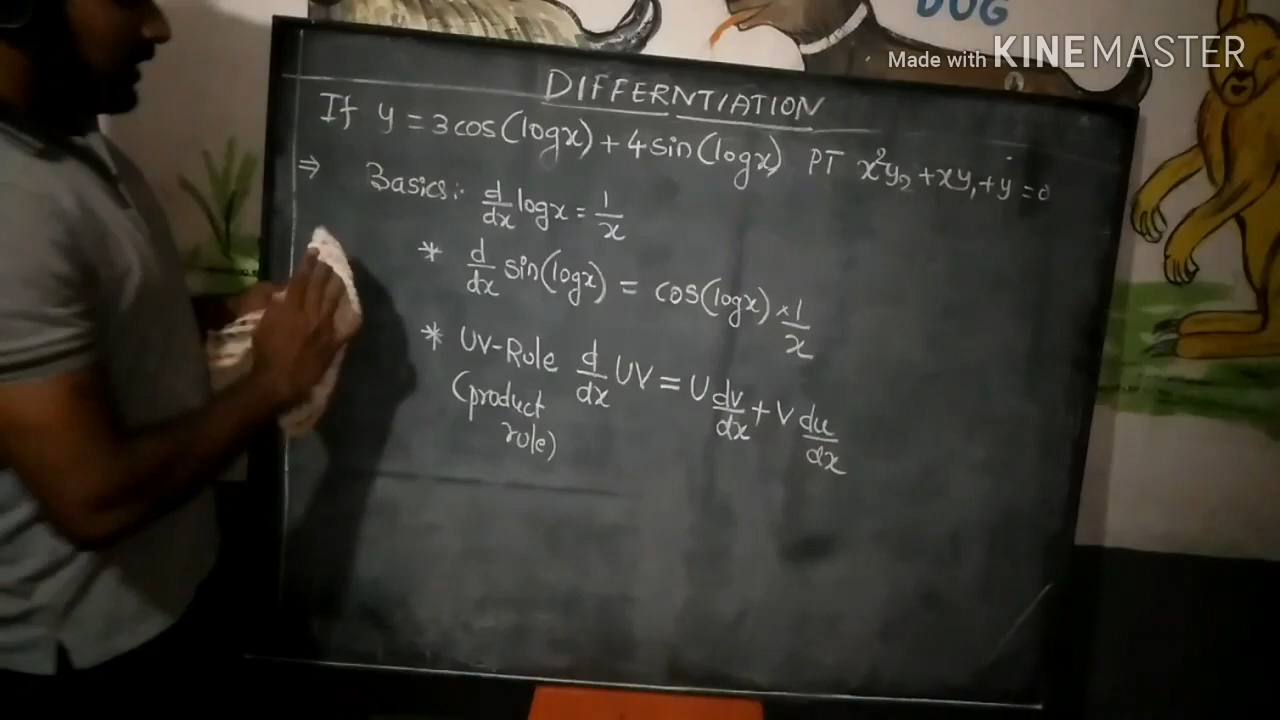 DOG
Made with KINEMASTER
DIFFERNTIATION
If y = 3cos(logx) + 4sin(logx) PT x²y₂ + xy₁ + y = 0
⇒ Basics: d/dx logx = 1/x
* d/dx sin(logx) = cos(logx) × 1/x
* UV-Rule d/dx UV = U dv/dx + V du/dx
(product
rule)